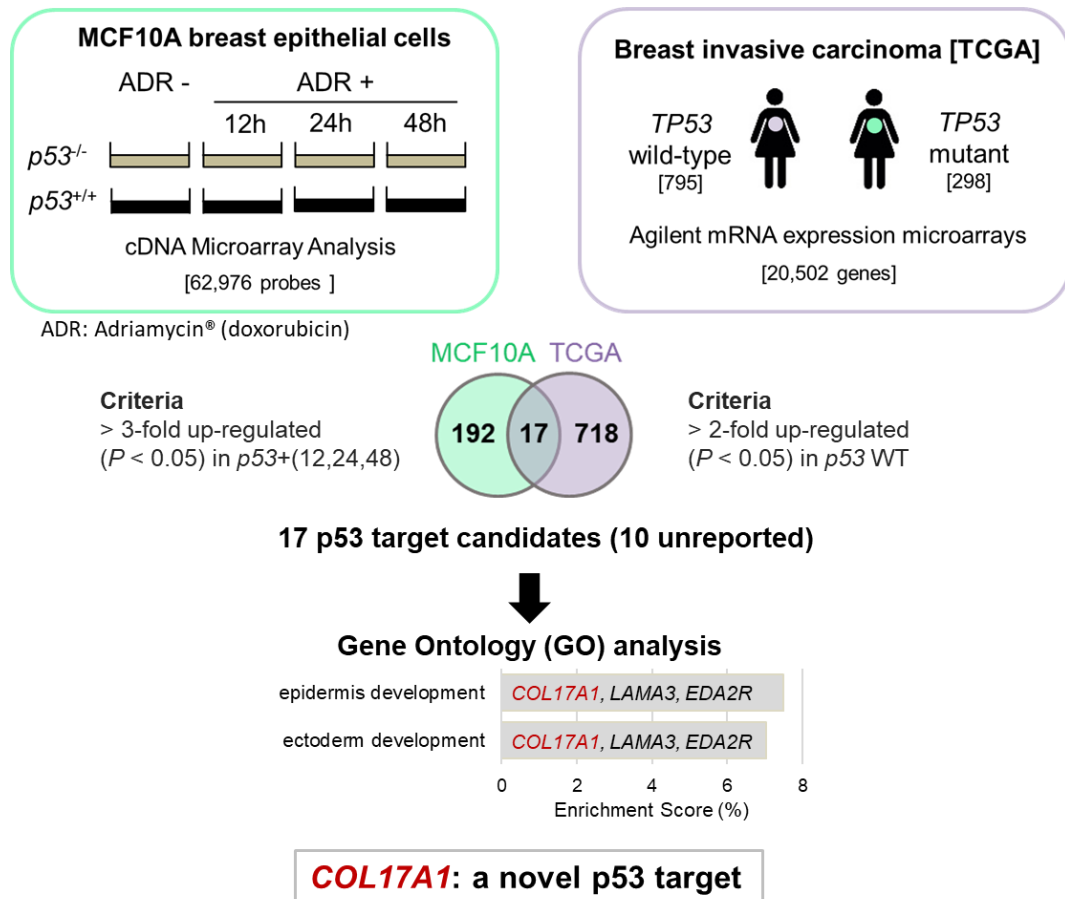 MCF10A breast epithelial cells
ADR -
ADR +
12h
24h
48h
p53-/-
p53+/+
cDNA Microarray Analysis
[62,976 probes ]
ADR: Adriamycin® (doxorubicin)
Breast invasive carcinoma [TCGA]
TP53
wild-type
[795]
TP53
mutant
[298]
Agilent mRNA expression microarrays
[20,502 genes]
MCF10A TCGA
Criteria
> 3-fold up-regulated
(P < 0.05) in p53+(12,24,48)
192 17 718
Criteria
> 2-fold up-regulated
(P < 0.05) in p53 WT
17 p53 target candidates (10 unreported)
Gene Ontology (GO) analysis
epidermis development COL17A1, LAMA3, EDA2R
ectoderm development COL17A1, LAMA3, EDA2R
0 2 4 6 8
Enrichment Score (%)
COL17A1: a novel p53 target